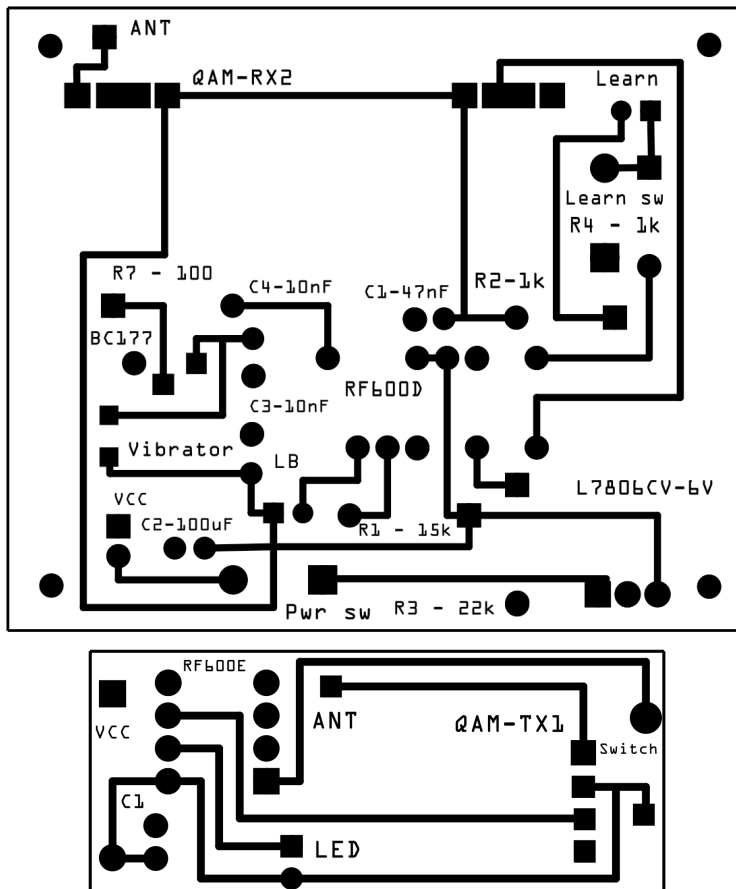 ANT
QAM-RX2
Learn
Learn sw
R4 - 1k
R7 - 100
C4-10nF
C1-47nF
R2-1k
BC177
RF600D
C3-10nF
Vibrator
LB
VCC
L7806CV-6V
C2-100uF
R1 - 15k
Pwr sw
R3 - 22k
RF600E
ANT
QAM-TX1
VCC
Switch
C1
LED